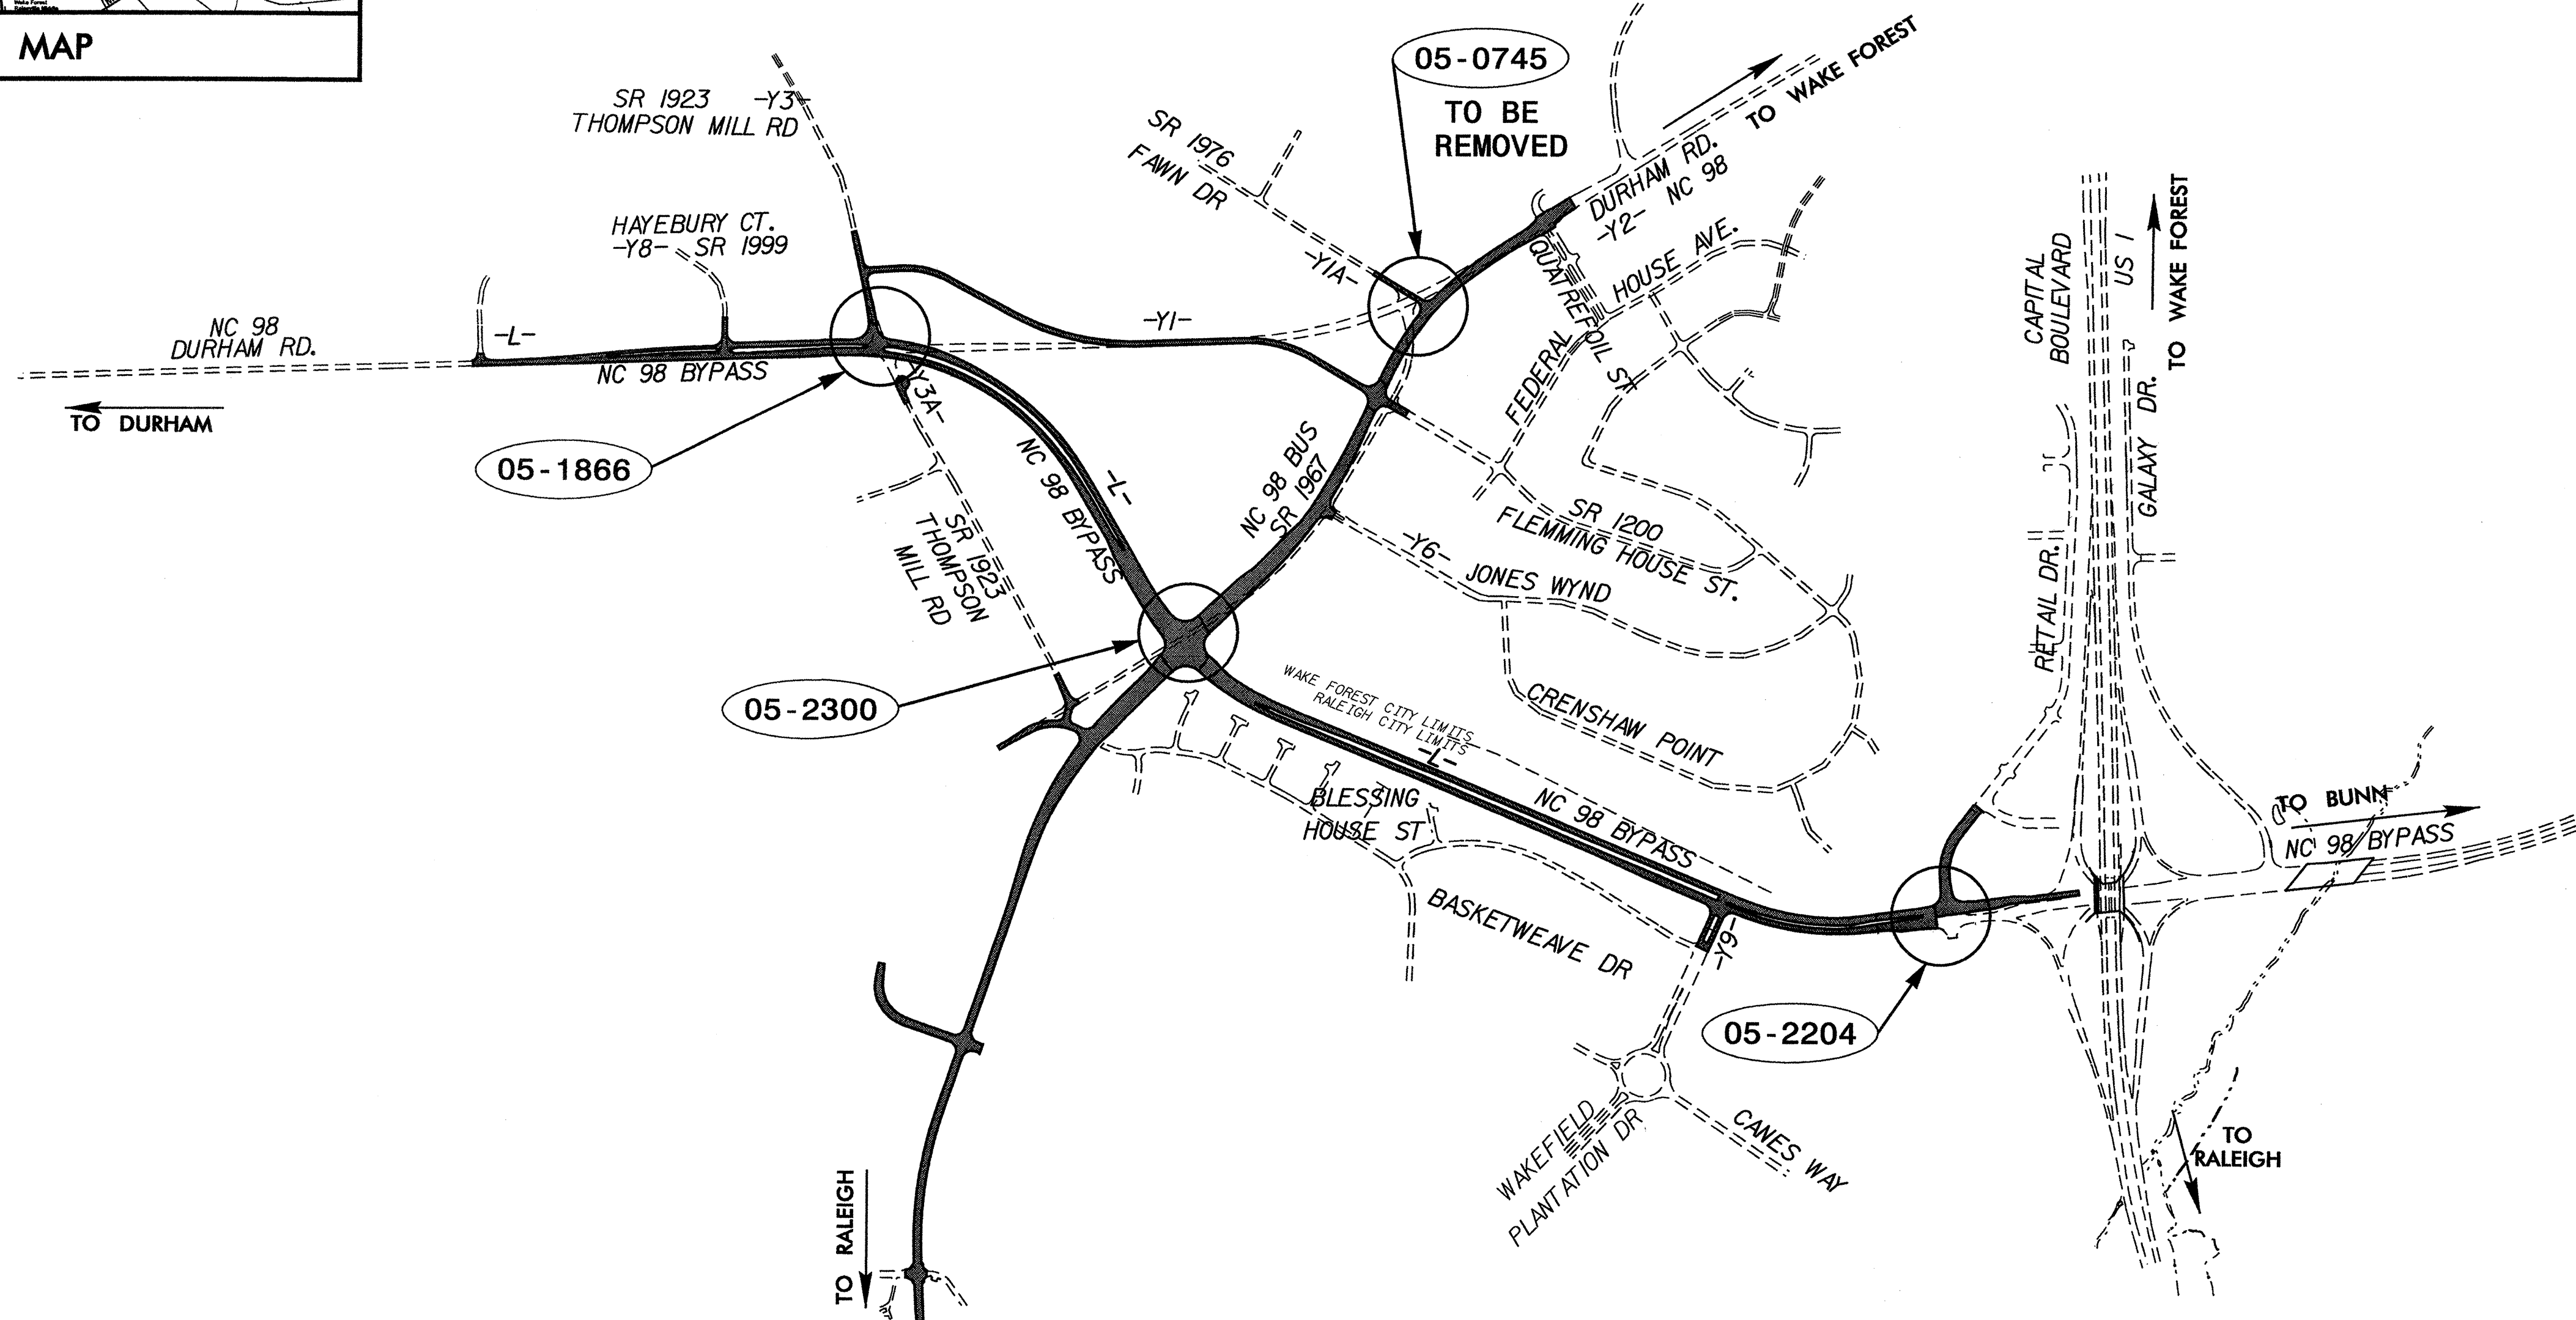 Wake Forest
MAP
SR 1923 -Y3-
THOMPSON MILL RD
HAYEBURY CT.
-Y8- SR 1999
NC 98
DURHAM RD.
-L-
NC 98 BYPASS
TO DURHAM
05-1866
-Y3A-
SR 1923
THOMPSON
MILL RD
NC 98 BYPASS
-L-
-Y1-
SR 1976
FAWN DR
-Y1A-
05-0745
TO BE
REMOVED
TO WAKE FOREST
DURHAM RD.
-Y2- NC 98
QUATREFOIL ST
FEDERAL
HOUSE AVE.
NC 98 BUS
SR 1967
SR 1200
FLEMMING HOUSE ST.
-Y6-
JONES WYND
CRENSHAW POINT
05-2300
WAKE FOREST CITY LIMITS
RALEIGH CITY LIMITS
-L-
NC 98 BYPASS
BLESSING
HOUSE ST
BASKETWEAVE DR
-Y9-
05-2204
WAKEFIELD
PLANTATION DR
CANES WAY
CAPITAL
BOULEVARD
US 1
TO WAKE FOREST
GALAXY DR.
RETAIL DR.
TO BUNN
NC 98 BYPASS
TO
RALEIGH
TO RALEIGH